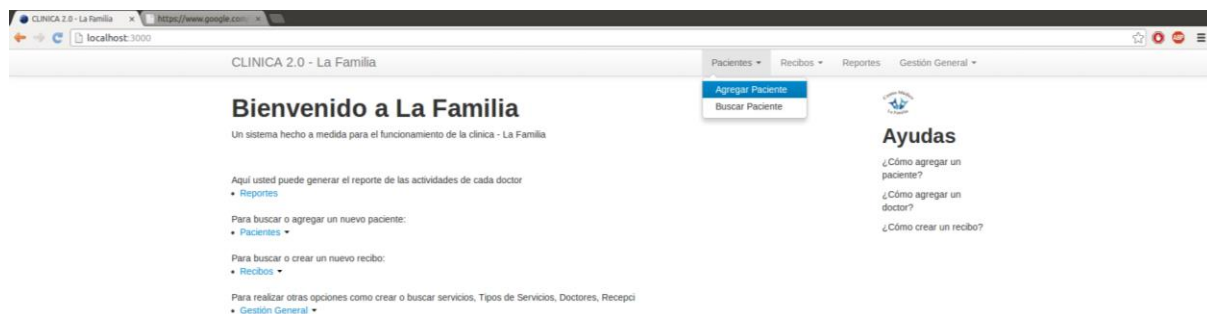 CLINICA 2.0 - La Familia
https://www.google.com/
localhost:3000
CLINICA 2.0 - La Familia
Pacientes Recibos Reportes Gestión General
Agregar Paciente
Buscar Paciente
Bienvenido a La Familia
Un sistema hecho a medida para el funcionamiento de la clinica - La Familia
Aquí usted puede generar el reporte de las actividades de cada doctor
• Reportes
Para buscar o agregar un nuevo paciente:
• Pacientes
Para buscar o crear un nuevo recibo:
• Recibos
Para realizar otras opciones como crear o buscar servicios, Tipos de Servicios, Doctores, Recepci
• Gestión General
Centro Médico
La Familia
Ayudas
¿Cómo agregar un
paciente?
¿Cómo agregar un
doctor?
¿Cómo crear un recibo?